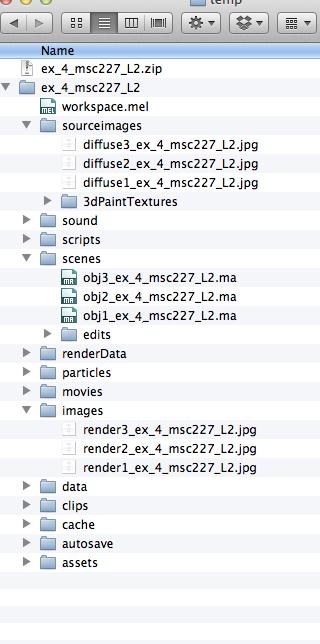 temp
Name
ex_4_msc227_L2.zip
ex_4_msc227_L2
workspace.mel
sourceimages
diffuse3_ex_4_msc227_L2.jpg
diffuse2_ex_4_msc227_L2.jpg
diffuse1_ex_4_msc227_L2.jpg
3dPaintTextures
sound
scripts
scenes
obj3_ex_4_msc227_L2.ma
obj2_ex_4_msc227_L2.ma
obj1_ex_4_msc227_L2.ma
edits
renderData
particles
movies
images
render3_ex_4_msc227_L2.jpg
render2_ex_4_msc227_L2.jpg
render1_ex_4_msc227_L2.jpg
data
clips
cache
autosave
assets